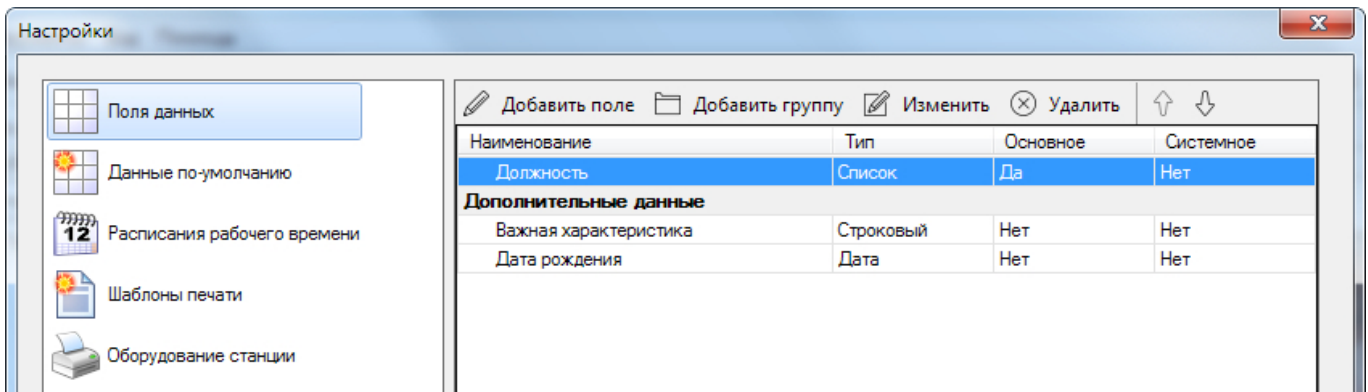 Настройки
Поля данных
Данные по-умолчанию
12
Расписания рабочего времени
Шаблоны печати
Оборудование станции
Добавить поле Добавить группу Изменить Удалить
Наименование Тип Основное Системное
Должность Список Да Нет
Дополнительные данные
Важная характеристика Строковый Нет Нет
Дата рождения Дата Нет Нет